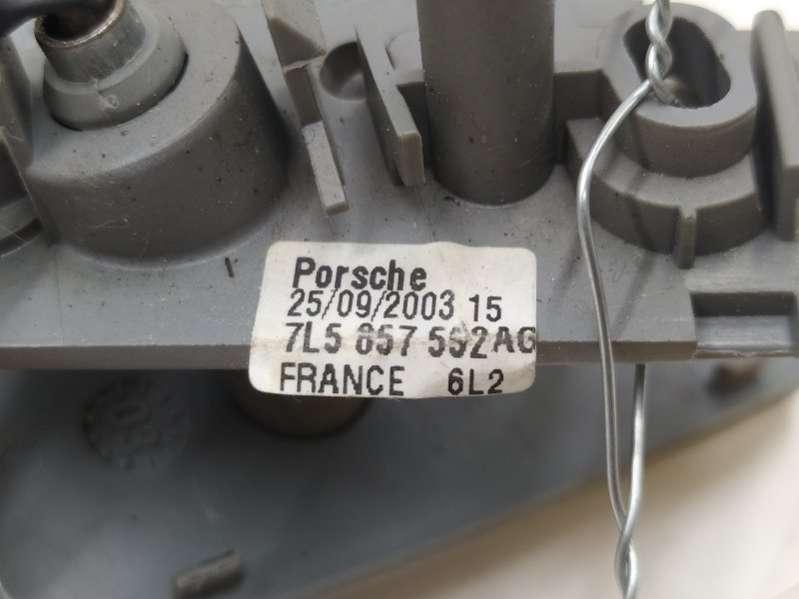 Porsche
25/09/2003 15
7L5 857 552AG
FRANCE 6L2